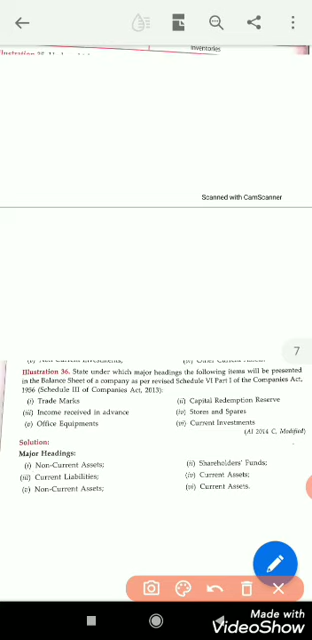 Inventories
Scanned with CamScanner
7
Illustration 36. State under which major headings the following items will be presented
in the Balance Sheet of a company as per revised Schedule VI Part I of the Companies Act,
1956 (Schedule III of Companies Act, 2013):
(i) Trade Marks (ii) Capital Redemption Reserve
(iii) Income received in advance (iv) Stores and Spares
(v) Office Equipments (vi) Current Investments
(AI 2014 C, Modified)
Solution:
Major Headings:
(i) Non-Current Assets; (ii) Shareholders' Funds;
(iii) Current Liabilities; (iv) Current Assets;
(v) Non-Current Assets; (vi) Current Assets.
Made with
VideoShow